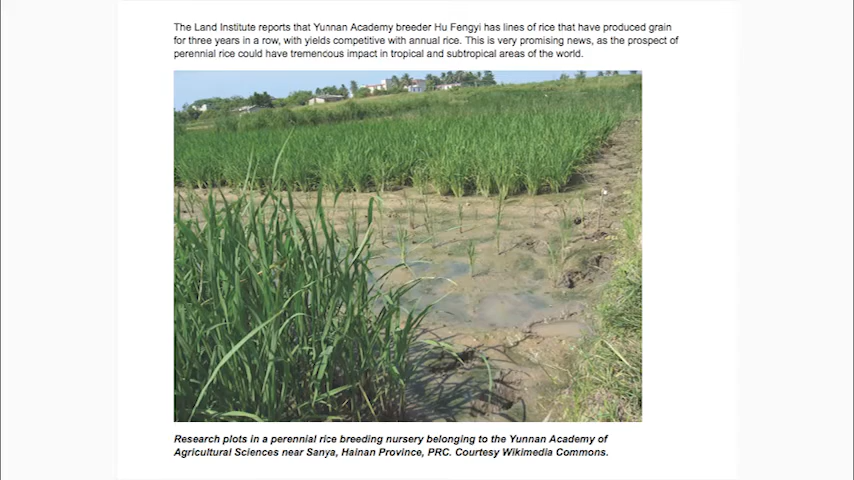 The Land Institute reports that Yunnan Academy breeder Hu Fengyi has lines of rice that have produced grain
for three years in a row, with yields competitive with annual rice. This is very promising news, as the prospect of
perennial rice could have tremendous impact in tropical and subtropical areas of the world.
Research plots in a perennial rice breeding nursery belonging to the Yunnan Academy of
Agricultural Sciences near Sanya, Hainan Province, PRC. Courtesy Wikimedia Commons.